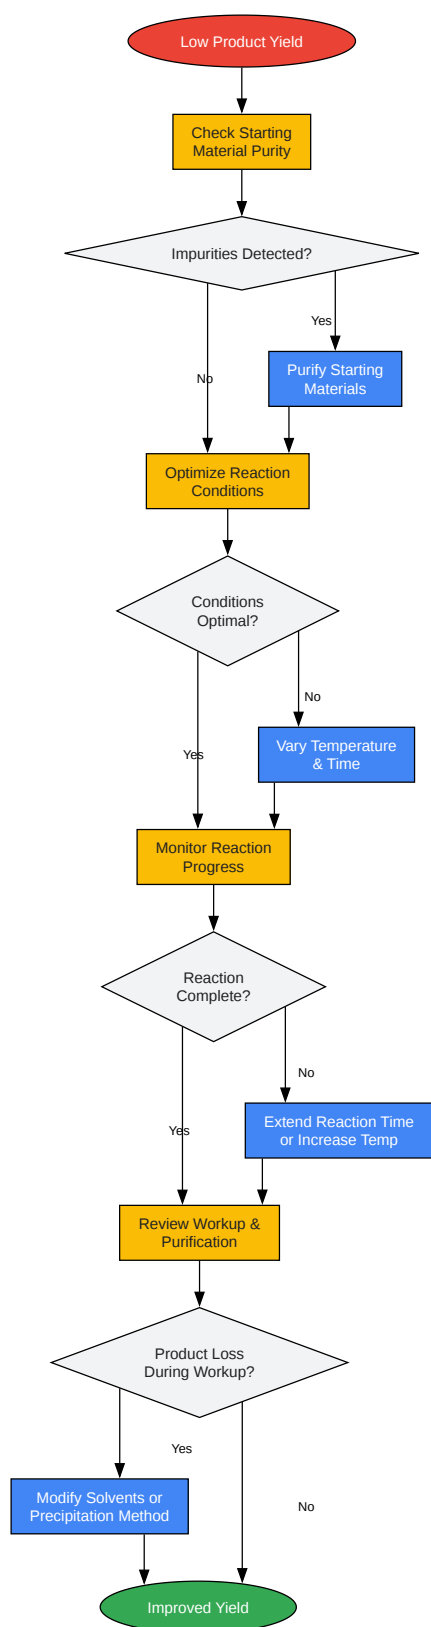 Low Product Yield
Check Starting
Material Purity
Impurities Detected?
Yes
Purify Starting
Materials
No
Optimize Reaction
Conditions
Conditions
Optimal?
No
Vary Temperature
& Time
Yes
Monitor Reaction
Progress
Reaction
Complete?
No
Extend Reaction Time
or Increase Temp
Yes
Review Workup &
Purification
Product Loss
During Workup?
Yes
Modify Solvents or
Precipitation Method
No
Improved Yield